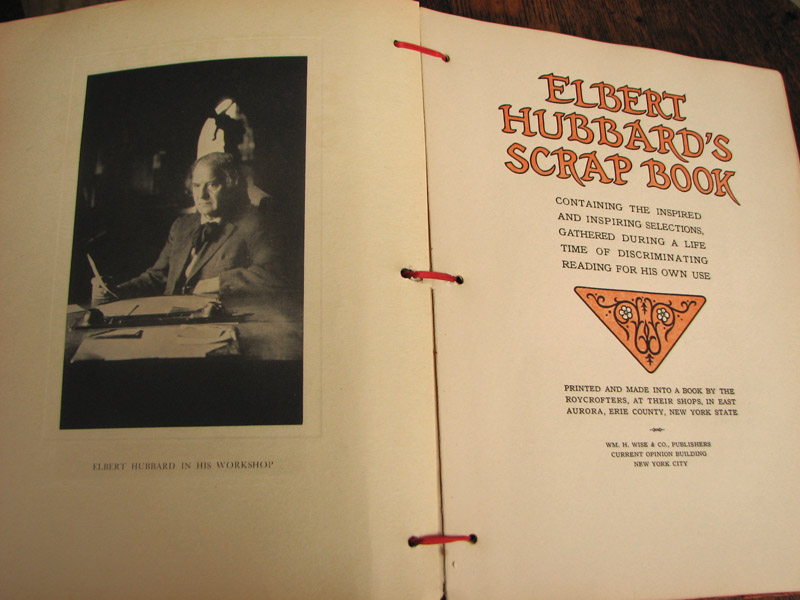 ELBERT HUBBARD IN HIS WORKSHOP
ELBERT
HUBBARD'S
SCRAP BOOK
CONTAINING THE INSPIRED
AND INSPIRING SELECTIONS,
GATHERED DURING A LIFE
TIME OF DISCRIMINATING
READING FOR HIS OWN USE
PRINTED AND MADE INTO A BOOK BY THE
ROYCROFTERS, AT THEIR SHOPS, IN EAST
AURORA, ERIE COUNTY, NEW YORK STATE
WM. H. WISE & CO., PUBLISHERS
CURRENT OPINION BUILDING
NEW YORK CITY